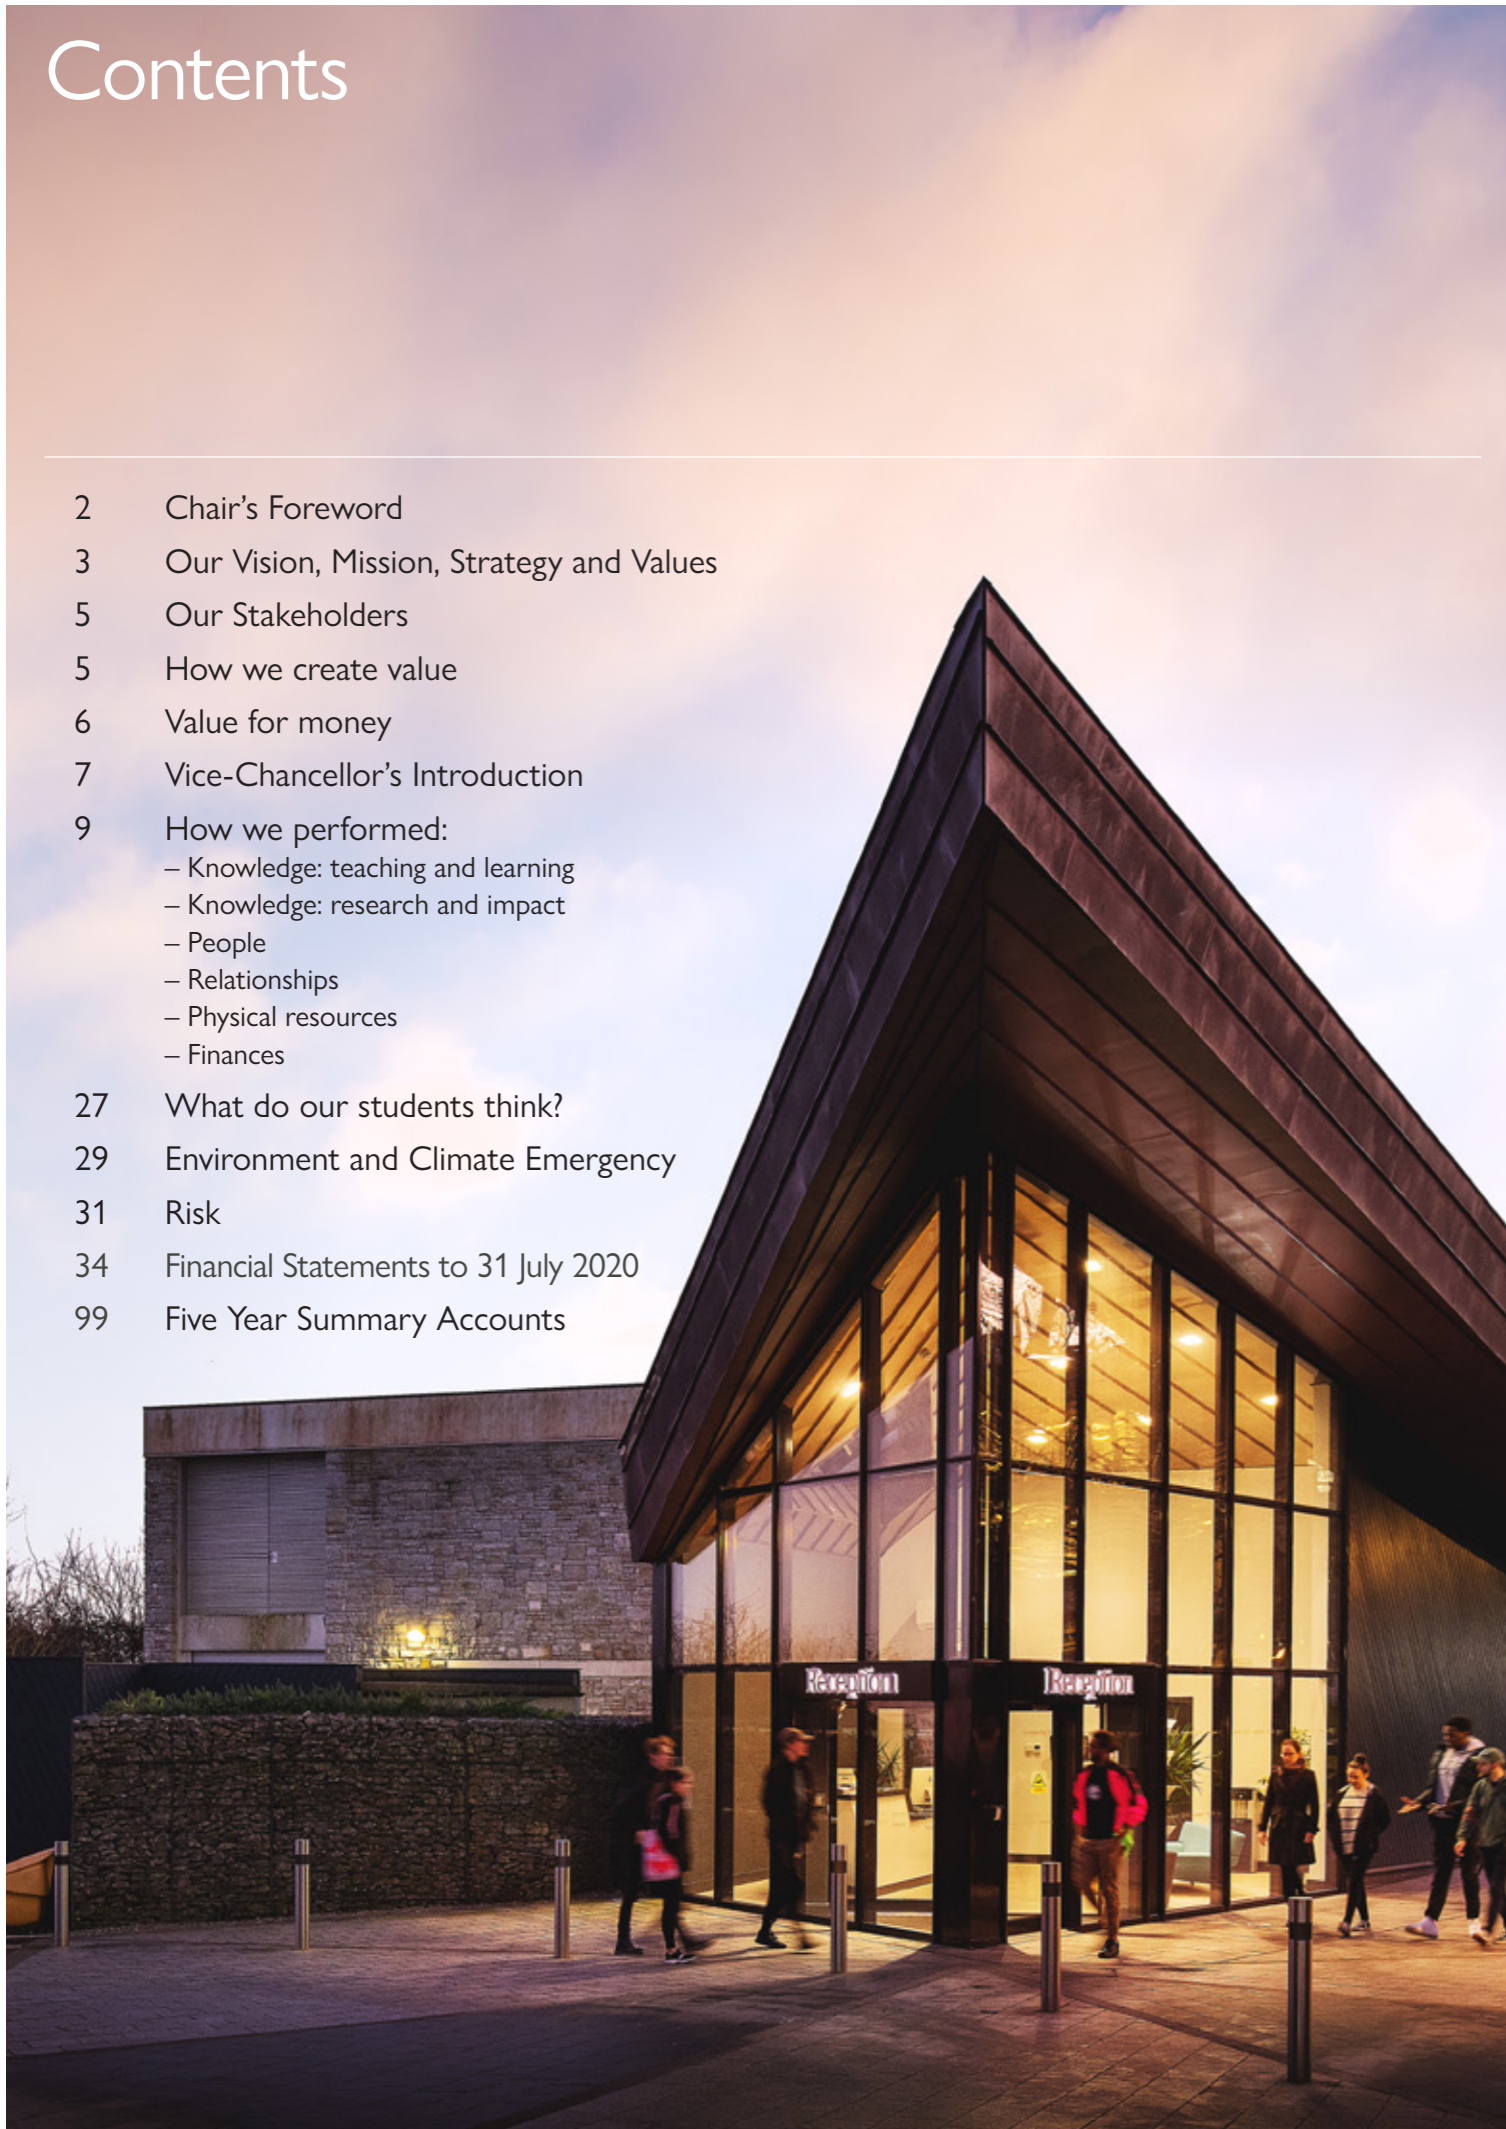 Contents
2 Chair’s Foreword
3 Our Vision, Mission, Strategy and Values
5 Our Stakeholders
5 How we create value
6 Value for money
7 Vice-Chancellor’s Introduction
9 How we performed:
– Knowledge: teaching and learning
– Knowledge: research and impact
– People
– Relationships
– Physical resources
– Finances
27 What do our students think?
29 Environment and Climate Emergency
31 Risk
34 Financial Statements to 31 July 2020
99 Five Year Summary Accounts
Reception Reception